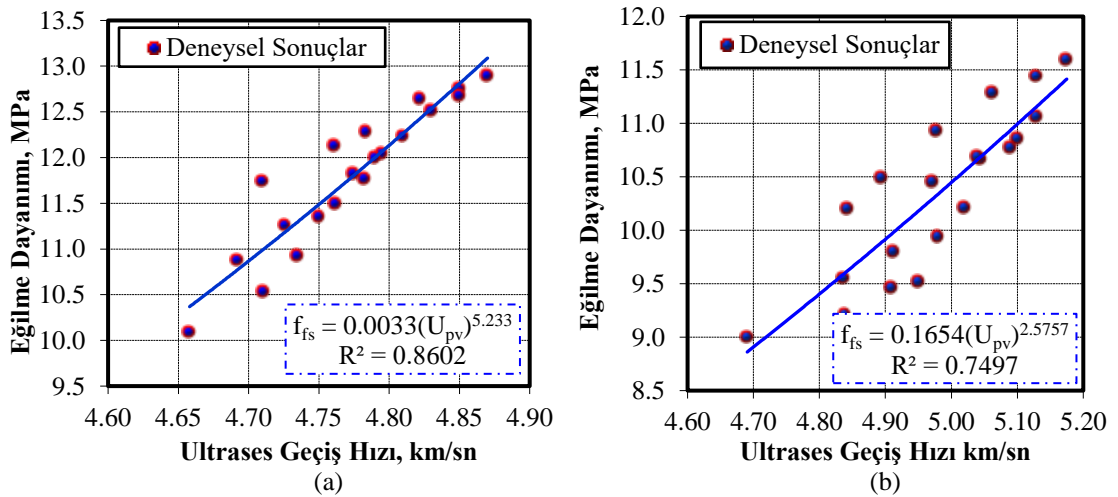 Deneysel Sonuçlar
Eğilme Dayanımı, MPa
13.5
13.0
12.5
12.0
11.5
11.0
10.5
10.0
9.5
f_fs = 0.0033(U_pv)^5.233
R² = 0.8602
4.60 4.65 4.70 4.75 4.80 4.85 4.90
Ultrases Geçiş Hızı, km/sn
(a)
Deneysel Sonuçlar
Eğilme Dayanımı, MPa
12.0
11.5
11.0
10.5
10.0
9.5
9.0
8.5
f_fs = 0.1654(U_pv)^2.5757
R² = 0.7497
4.60 4.70 4.80 4.90 5.00 5.10 5.20
Ultrases Geçiş Hızı km/sn
(b)